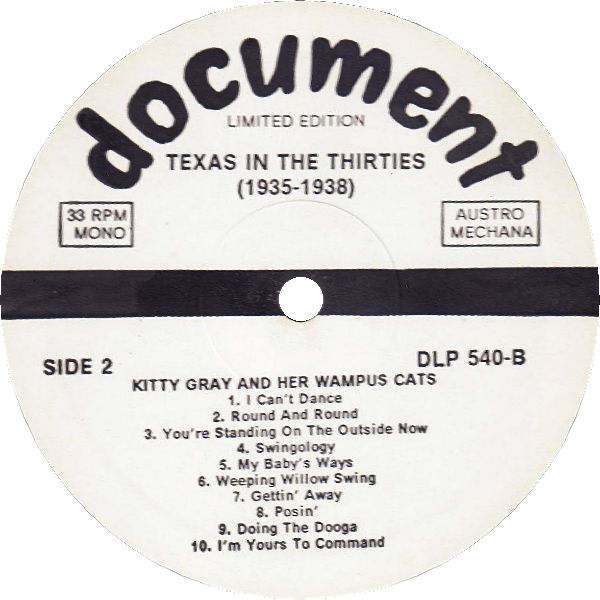 document
LIMITED EDITION
TEXAS IN THE THIRTIES
(1935-1938)
33 RPM
MONO
AUSTRO
MECHANA
SIDE 2
DLP 540-B
KITTY GRAY AND HER WAMPUS CATS
1. I Can't Dance
2. Round And Round
3. You're Standing On The Outside Now
4. Swingology
5. My Baby's Ways
6. Weeping Willow Swing
7. Gettin' Away
8. Posin'
9. Doing The Dooga
10. I'm Yours To Command